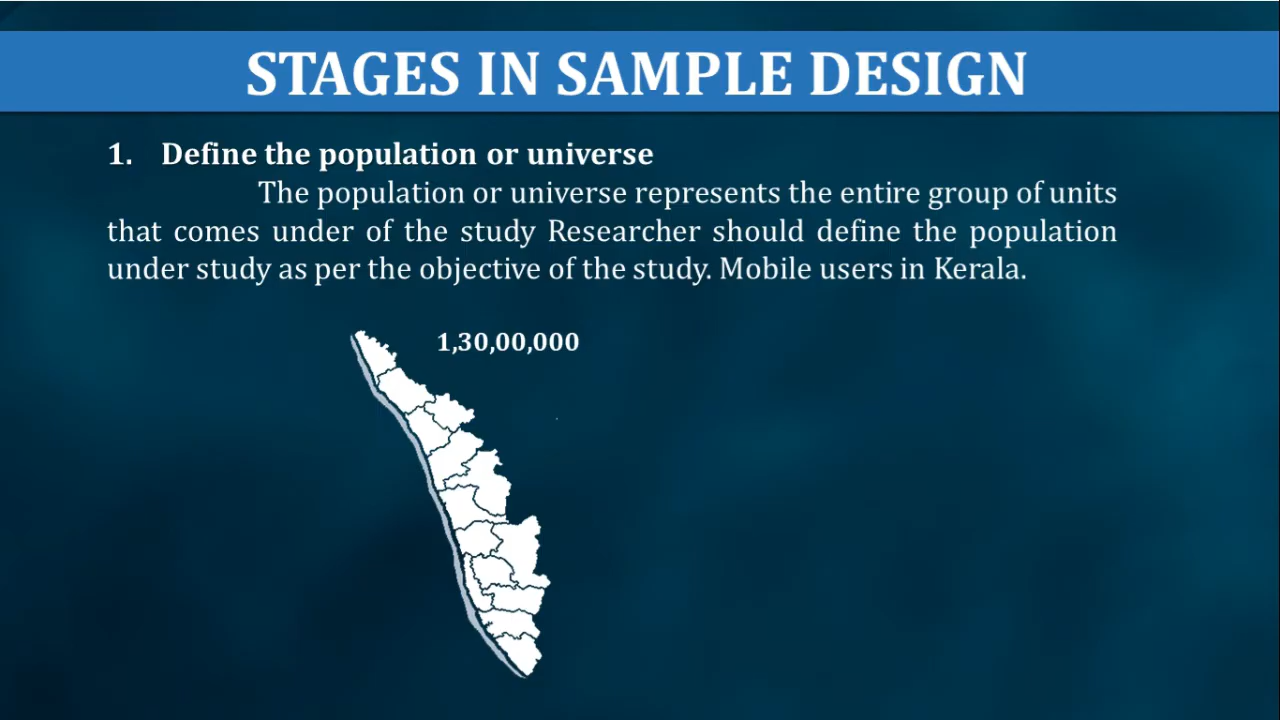 STAGES IN SAMPLE DESIGN
1. Define the population or universe
The population or universe represents the entire group of units
that comes under of the study Researcher should define the population
under study as per the objective of the study. Mobile users in Kerala.
1,30,00,000